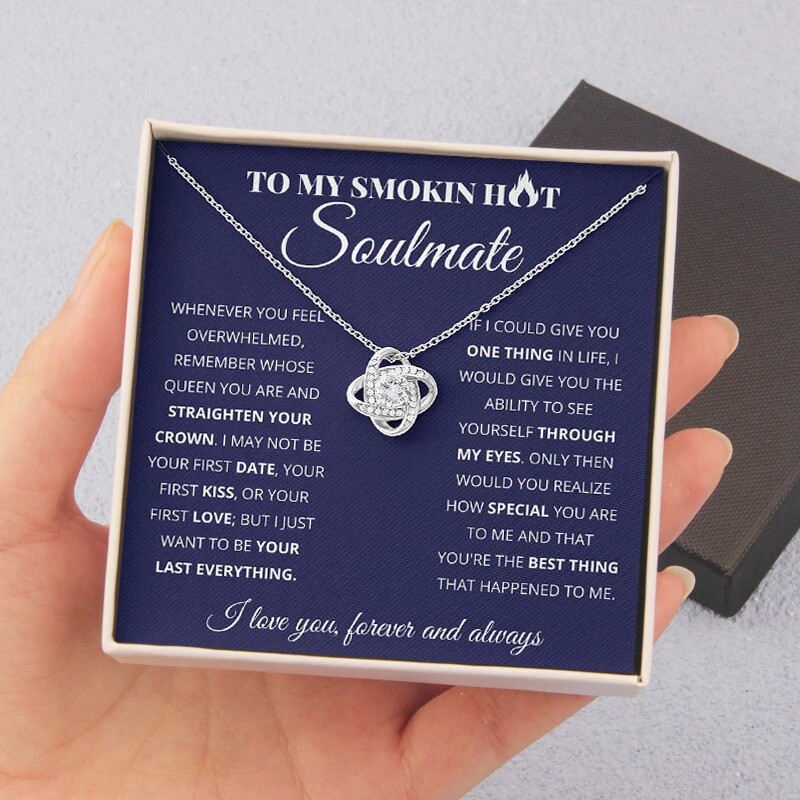 TO MY SMOKIN HOT
Soulmate
WHENEVER YOU FEEL
OVERWHELMED,
REMEMBER WHOSE
QUEEN YOU ARE AND
STRAIGHTEN YOUR
CROWN. I MAY NOT BE
YOUR FIRST DATE, YOUR
FIRST KISS, OR YOUR
FIRST LOVE; BUT I JUST
WANT TO BE YOUR
LAST EVERYTHING.
IF I COULD GIVE YOU
ONE THING IN LIFE, I
WOULD GIVE YOU THE
ABILITY TO SEE
YOURSELF THROUGH
MY EYES. ONLY THEN
WOULD YOU REALIZE
HOW SPECIAL YOU ARE
TO ME AND THAT
YOU'RE THE BEST THING
THAT HAPPENED TO ME.
I love you, forever and always